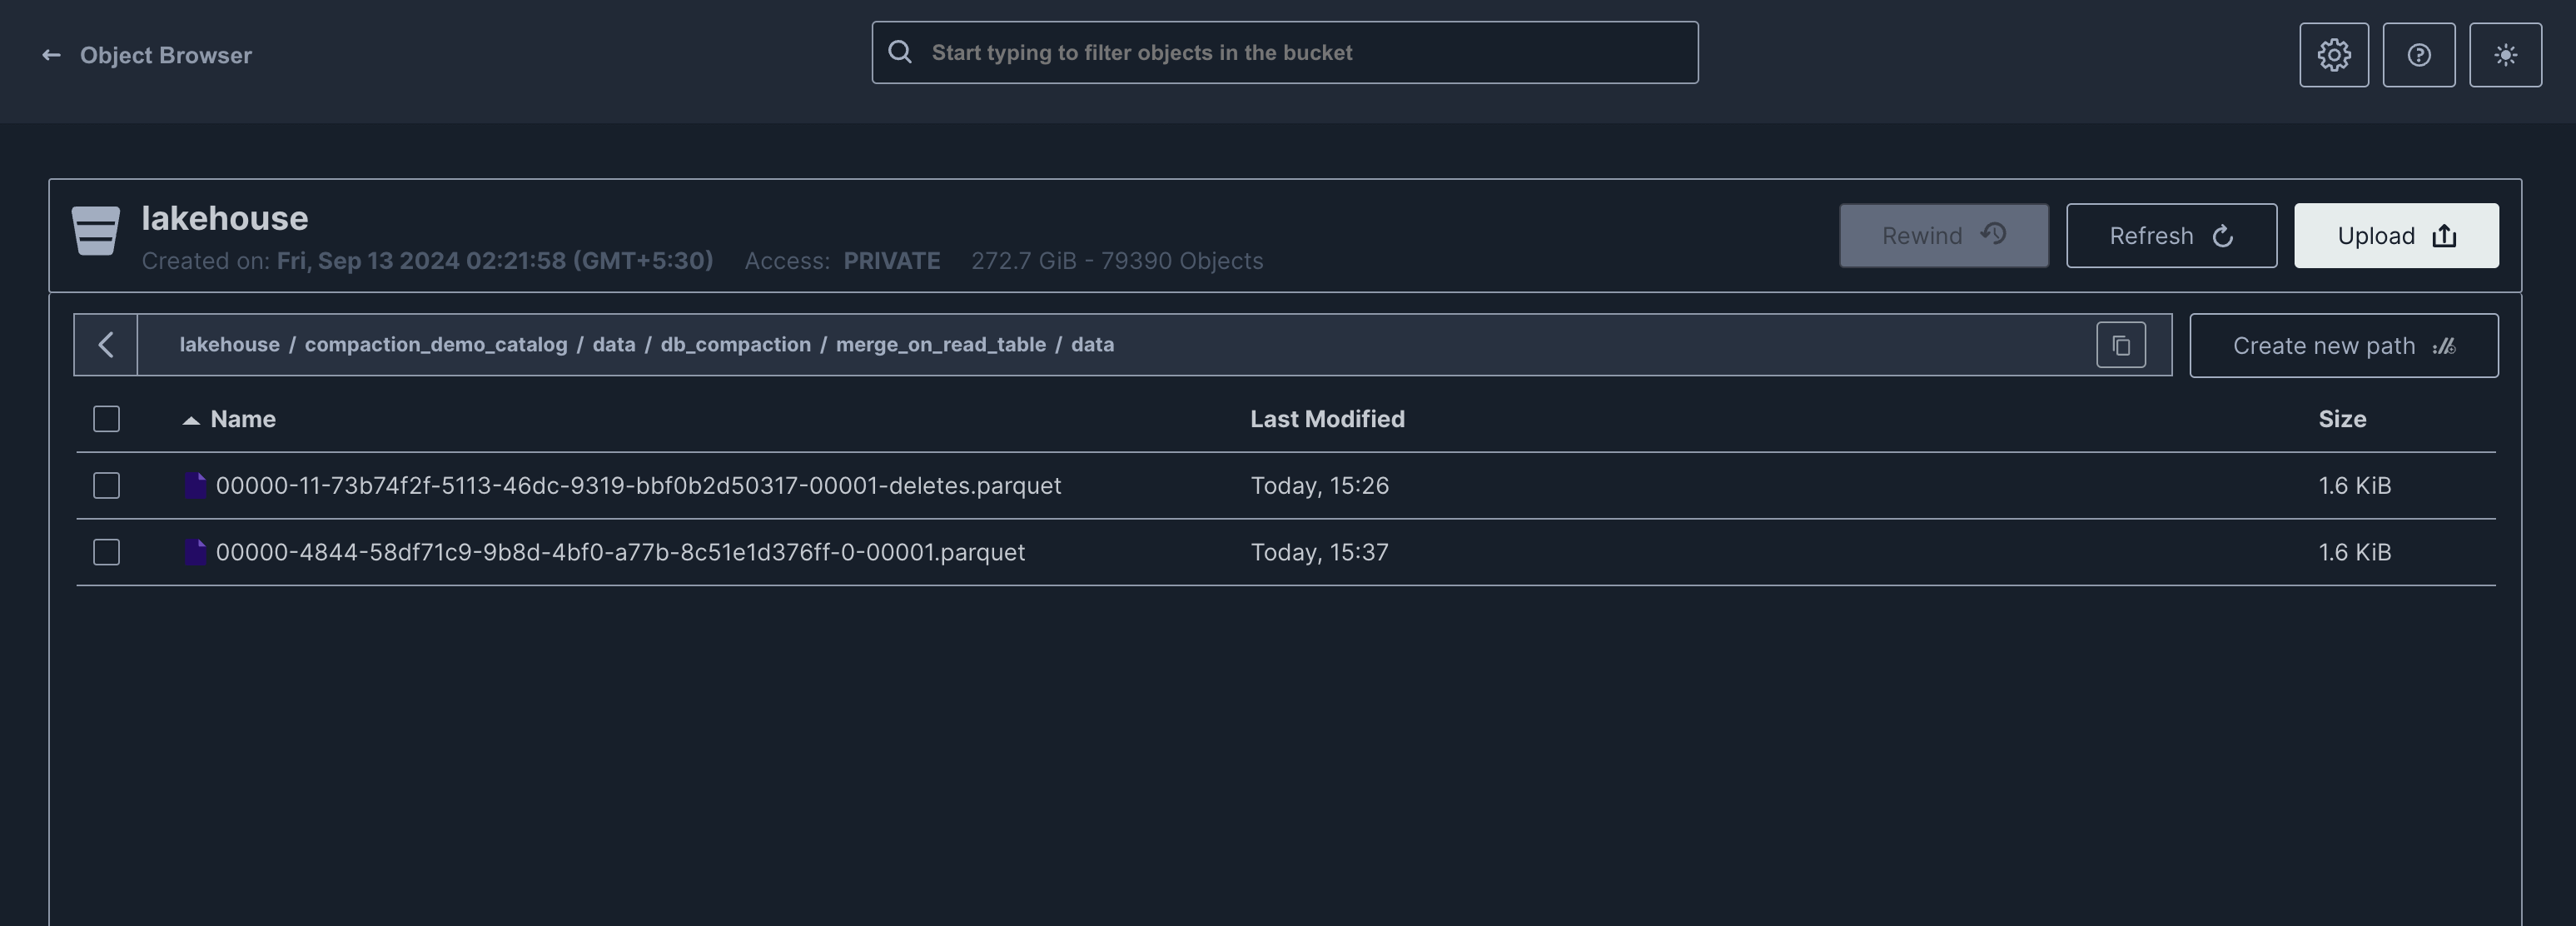 Object Browser
Start typing to filter objects in the bucket
lakehouse
Created on: Fri, Sep 13 2024 02:21:58 (GMT+5:30) Access: PRIVATE 272.7 GiB - 79390 Objects
Rewind Refresh Upload
lakehouse / compaction_demo_catalog / data / db_compaction / merge_on_read_table / data
Create new path
Name Last Modified Size
00000-11-73b74f2f-5113-46dc-9319-bbf0b2d50317-00001-deletes.parquet Today, 15:26 1.6 KiB
00000-4844-58df71c9-9b8d-4bf0-a77b-8c51e1d376ff-0-00001.parquet Today, 15:37 1.6 KiB